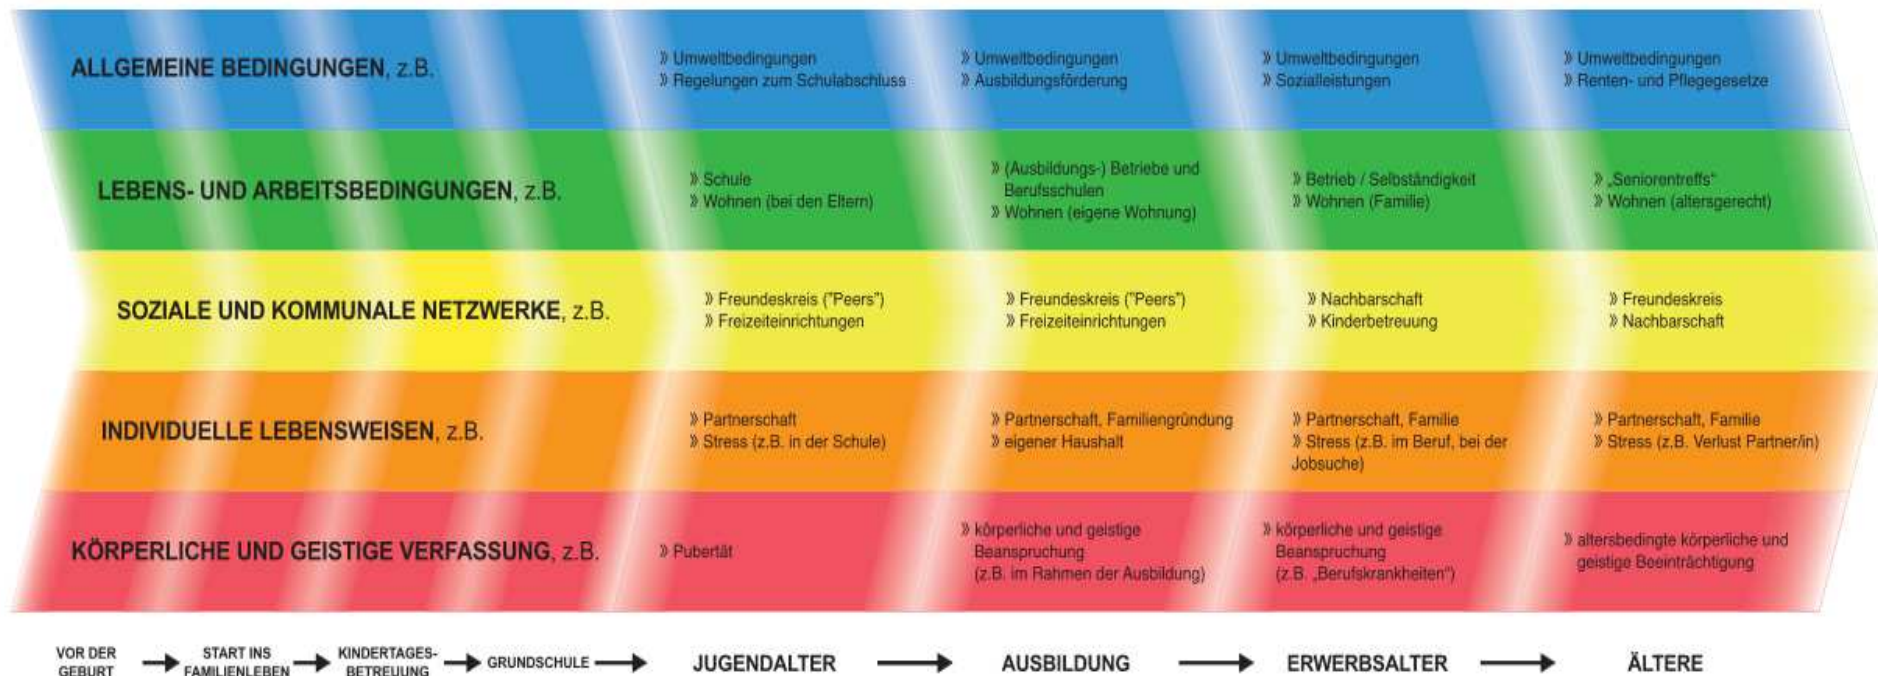 ALLGEMEINE BEDINGUNGEN, z.B.
» Umweltbedingungen
» Regelungen zum Schulabschluss
» Umweltbedingungen
» Ausbildungsförderung
» Umweltbedingungen
» Sozialleistungen
» Umweltbedingungen
» Renten- und Pflegegesetze
LEBENS- UND ARBEITSBEDINGUNGEN, z.B.
» Schule
» Wohnen (bei den Eltern)
» (Ausbildungs-) Betriebe und
Berufsschulen
» Wohnen (eigene Wohnung)
» Betrieb / Selbständigkeit
» Wohnen (Familie)
» „Seniorentreffs“
» Wohnen (altersgerecht)
SOZIALE UND KOMMUNALE NETZWERKE, z.B.
» Freundeskreis ("Peers")
» Freizeiteinrichtungen
» Freundeskreis ("Peers")
» Freizeiteinrichtungen
» Nachbarschaft
» Kinderbetreuung
» Freundeskreis
» Nachbarschaft
INDIVIDUELLE LEBENSWEISEN, z.B.
» Partnerschaft
» Stress (z.B. in der Schule)
» Partnerschaft, Familiengründung
» eigener Haushalt
» Partnerschaft, Familie
» Stress (z.B. im Beruf, bei der
Jobsuche)
» Partnerschaft, Familie
» Stress (z.B. Verlust Partner/in)
KÖRPERLICHE UND GEISTIGE VERFASSUNG, z.B.
» Pubertät
» körperliche und geistige
Beanspruchung
(z.B. im Rahmen der Ausbildung)
» körperliche und geistige
Beanspruchung
(z.B. „Berufskrankheiten“)
» altersbedingte körperliche und
geistige Beeinträchtigung
VOR DER
GEBURT
START INS
FAMILIENLEBEN
KINDERTAGES-
BETREUUNG
GRUNDSCHULE
JUGENDALTER
AUSBILDUNG
ERWERBSALTER
ÄLTERE